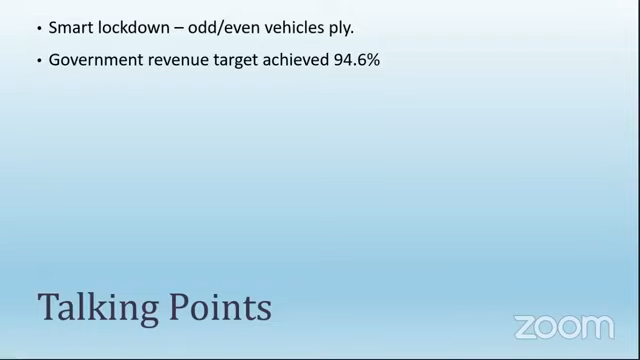 • Smart lockdown – odd/even vehicles ply.
• Government revenue target achieved 94.6%
Talking Points
zoom